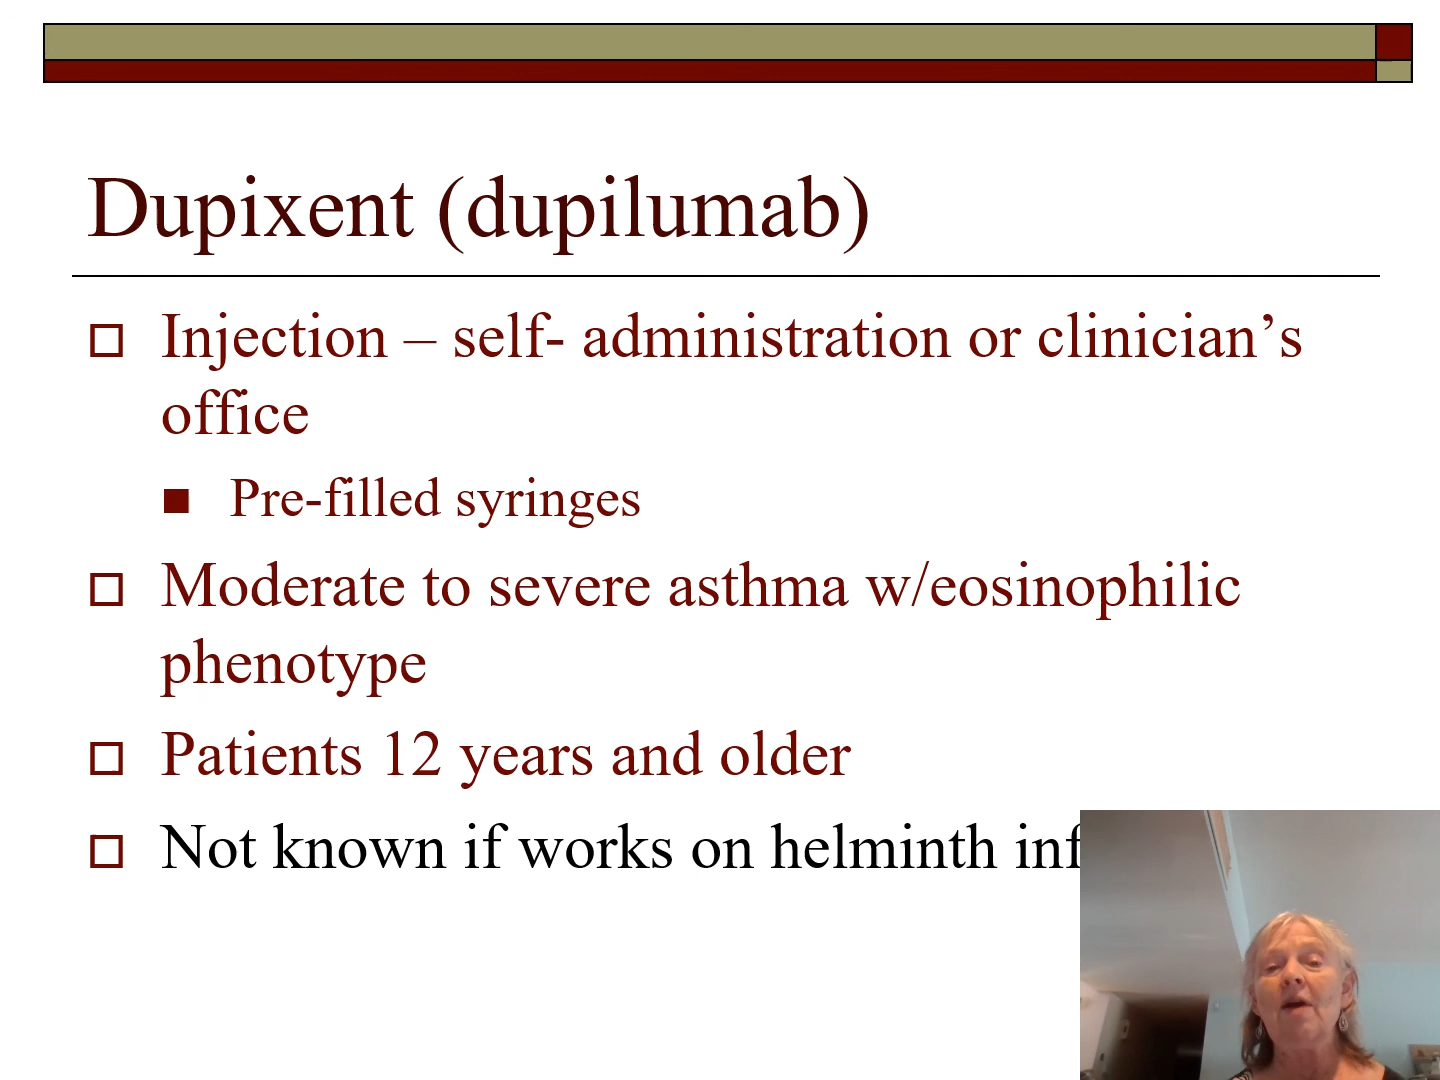 Dupixent (dupilumab)
Injection – self- administration or clinician’s
office
Pre-filled syringes
Moderate to severe asthma w/eosinophilic
phenotype
Patients 12 years and older
Not known if works on helminth